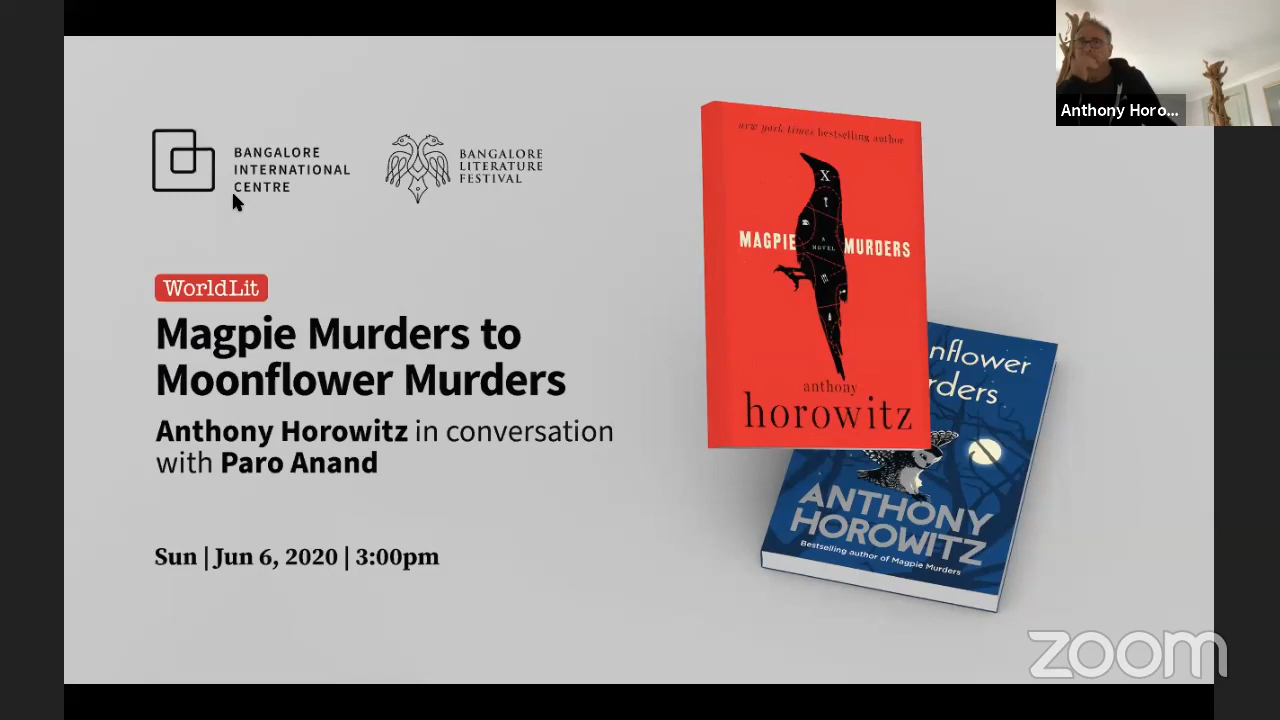 Anthony Horo...
BANGALORE
INTERNATIONAL
CENTRE
BANGALORE
LITERATURE
FESTIVAL
WorldLit
Magpie Murders to
Moonflower Murders
Anthony Horowitz in conversation
with Paro Anand
Sun | Jun 6, 2020 | 3:00pm
new york times bestselling author
X
MAGPIE MURDERS
A
NOVEL
anthony
horowitz
nflower
rders
ANTHONY
HOROWITZ
Bestselling author of Magpie Murders
zoom